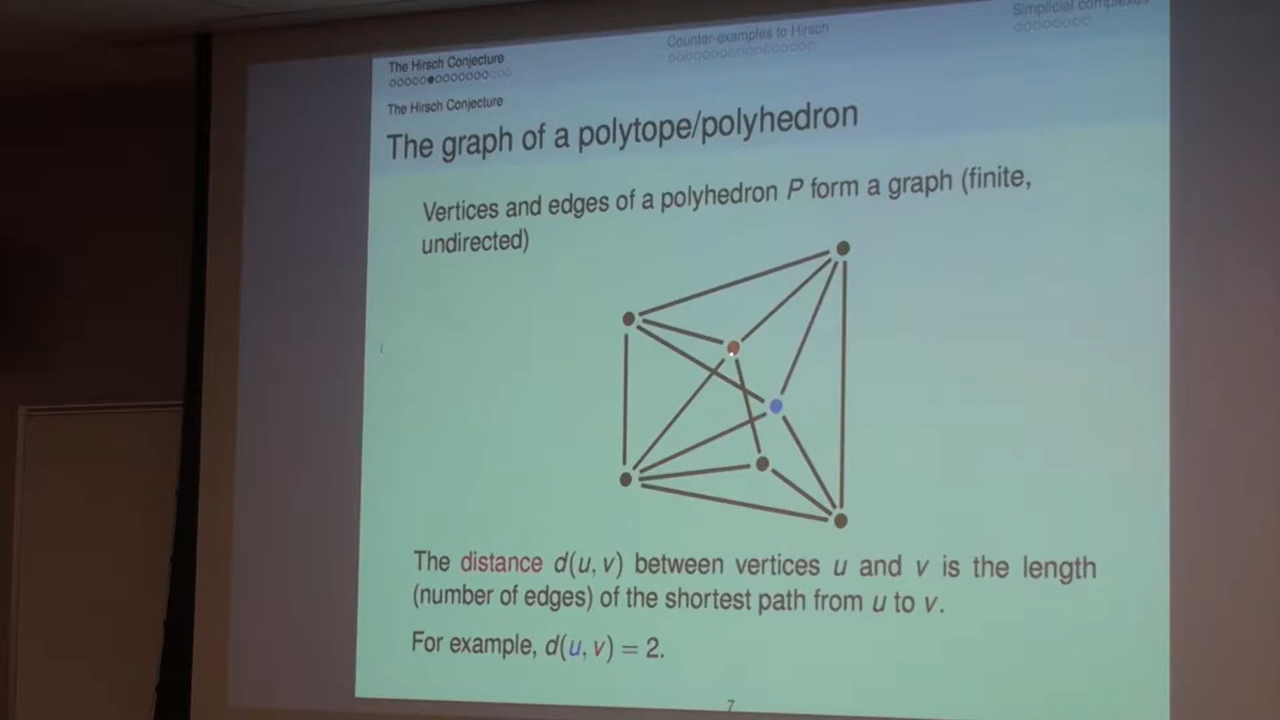 The Hirsch Conjecture
Counter-examples to Hirsch
Simplicial complexes
The Hirsch Conjecture
The graph of a polytope/polyhedron
Vertices and edges of a polyhedron P form a graph (finite,
undirected)
The distance d(u, v) between vertices u and v is the length
(number of edges) of the shortest path from u to v.
For example, d(u, v) = 2.
7